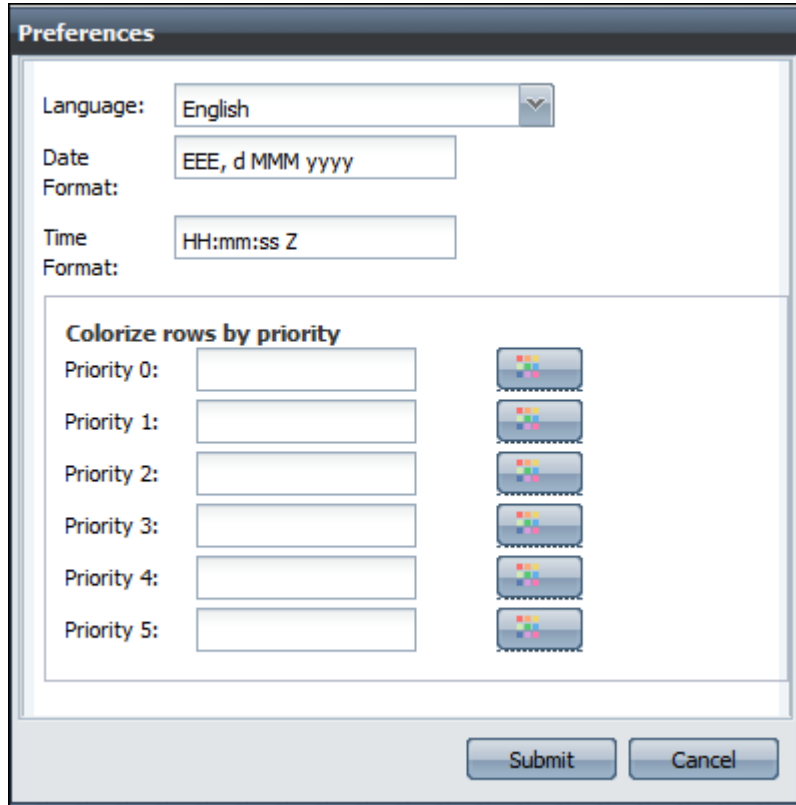 Preferences
Language: English
Date Format: EEE, d MMM yyyy
Time Format: HH:mm:ss Z
Colorize rows by priority
Priority 0:
Priority 1:
Priority 2:
Priority 3:
Priority 4:
Priority 5:
Submit Cancel